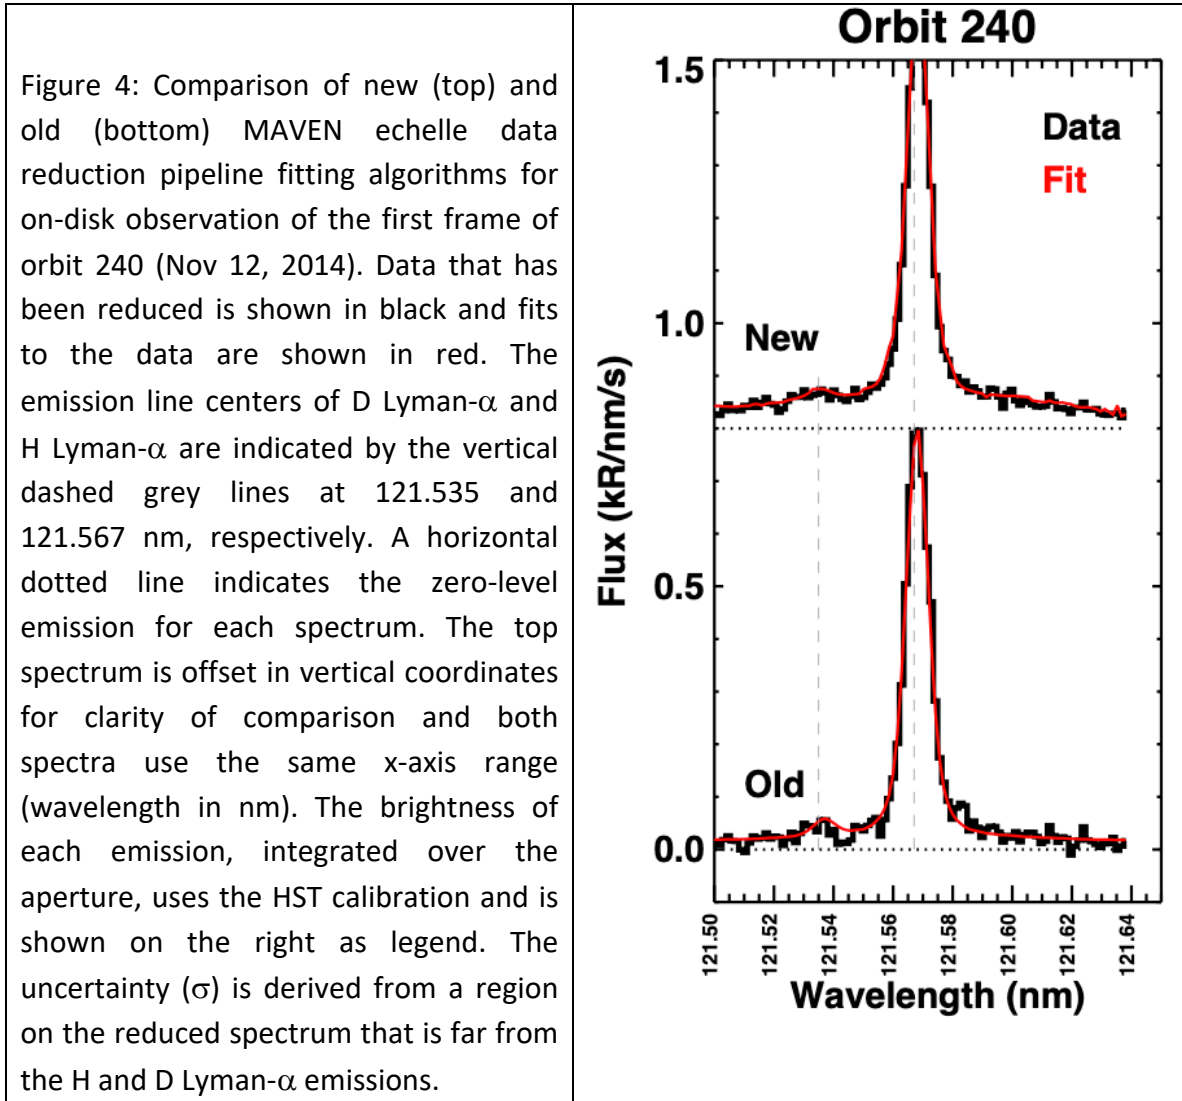 Figure 4: Comparison of new (top) and
old (bottom) MAVEN echelle data
reduction pipeline fitting algorithms for
on-disk observation of the first frame of
orbit 240 (Nov 12, 2014). Data that has
been reduced is shown in black and fits
to the data are shown in red. The
emission line centers of D Lyman-α and
H Lyman-α are indicated by the vertical
dashed grey lines at 121.535 and
121.567 nm, respectively. A horizontal
dotted line indicates the zero-level
emission for each spectrum. The top
spectrum is offset in vertical coordinates
for clarity of comparison and both
spectra use the same x-axis range
(wavelength in nm). The brightness of
each emission, integrated over the
aperture, uses the HST calibration and is
shown on the right as legend. The
uncertainty (σ) is derived from a region
on the reduced spectrum that is far from
the H and D Lyman-α emissions.
Orbit 240
1.5
Data
Fit
New
1.0
Flux (kR/nm/s)
0.5
Old
0.0
121.50
121.52
121.54
121.56
121.58
121.60
121.62
121.64
Wavelength (nm)